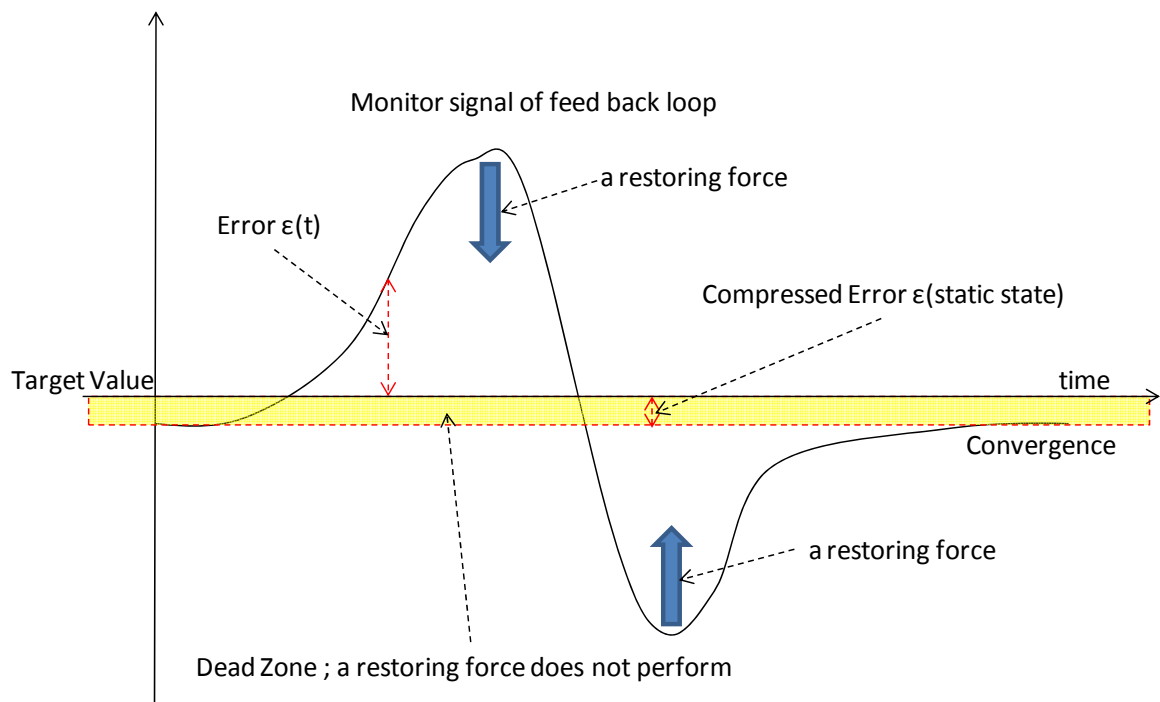 Monitor signal of feed back loop
a restoring force
Error ε(t)
Compressed Error ε(static state)
Target Value
time
Convergence
a restoring force
Dead Zone ; a restoring force does not perform